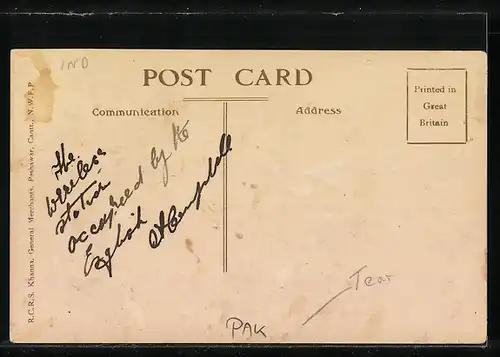 IND
POST CARD
Communication
Address
Printed in
Great
Britain
R.C.R.S. Khanna, General Merchants, Peshawar, Cantt., N.W.F.P
The
wireless
station
occupied by the
English
Campbell
Tear
PAK